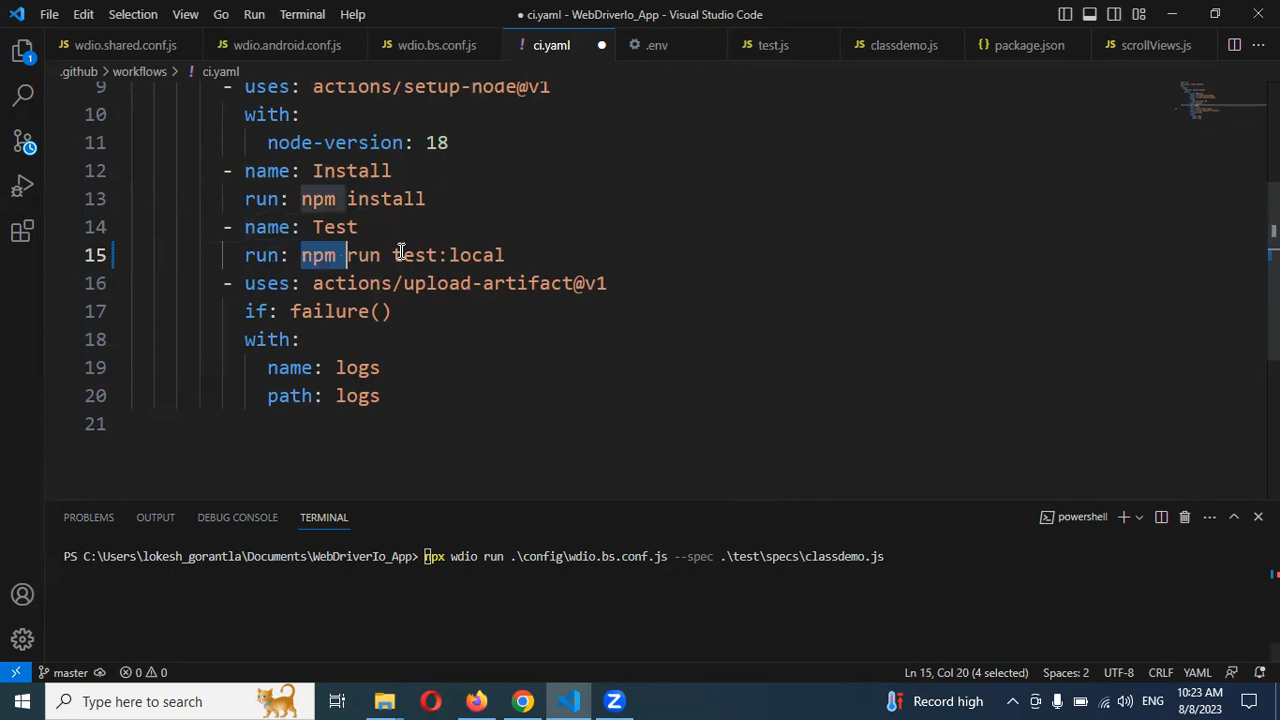 File Edit Selection View Go Run Terminal Help
● ci.yaml - WebDriverIo_App - Visual Studio Code
wdio.shared.conf.js wdio.android.conf.js wdio.bs.conf.js ! ci.yaml ● .env test.js classdemo.js package.json scrollViews.js
.github > workflows > ! ci.yaml
9 - uses: actions/setup-node@v1
10 with:
11 node-version: 18
12 - name: Install
13 run: npm install
14 - name: Test
15 run: npm run test:local
16 - uses: actions/upload-artifact@v1
17 if: failure()
18 with:
19 name: logs
20 path: logs
21
PROBLEMS OUTPUT DEBUG CONSOLE TERMINAL
powershell
PS C:\Users\lokesh_gorantla\Documents\WebDriverIo_App> npx wdio run .\config\wdio.bs.conf.js --spec .\test\specs\classdemo.js
1
master 0 0 Ln 15, Col 20 (4 selected) Spaces: 2 UTF-8 CRLF YAML
Type here to search
Record high
ENG
10:23 AM
8/8/2023